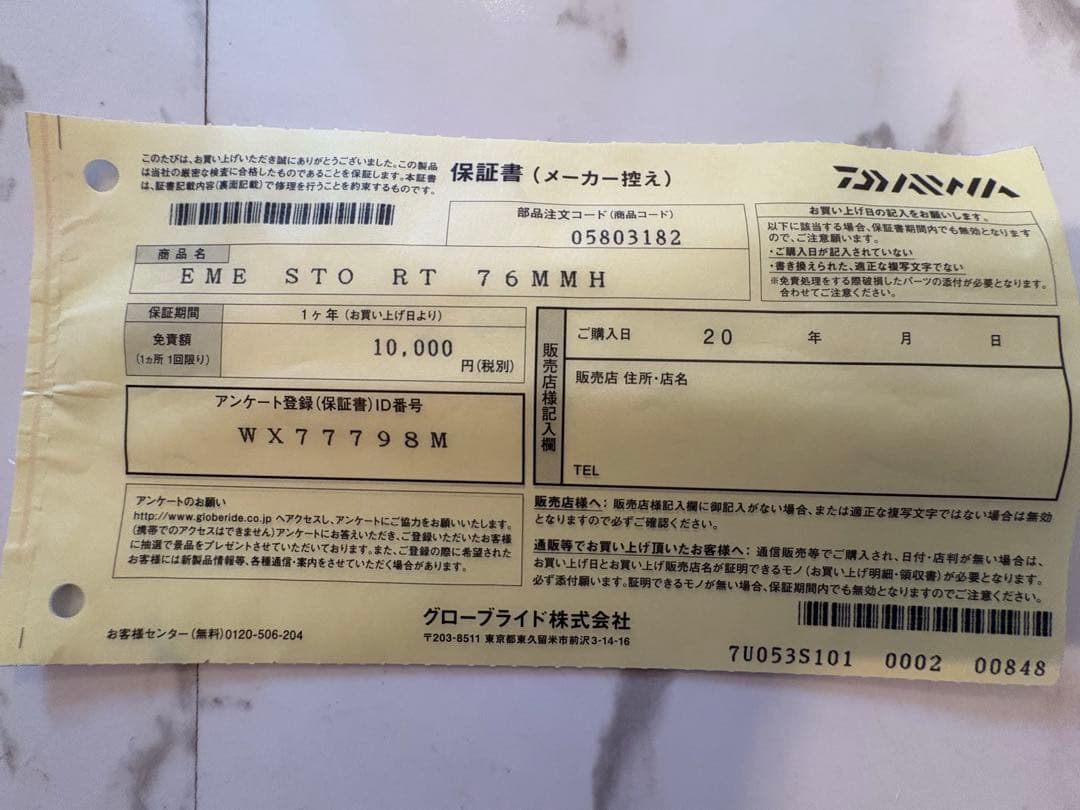 このたびは、お買い上げいただき誠にありがとうございました。この製品
は当社の厳密な検査に合格したものであることを保証します。本証書
は、証書記載内容(裏面記載)で修理を行うことを約束するものです。
保証書(メーカー控え)
DAIWA
部品注文コード(商品コード)
05803182
商品名
EME STO RT 76MMH
お買い上げ日の記入をお願いします。
以下に該当する場合、保証書期間内でも無効となります
ので、ご注意願います。
・ご購入日が記入されていない
・書き換えられた、適正な複写文字でない
※免責処理をする際破損したパーツの添付が必要となります。
合わせてご注意ください。
保証期間
1ヶ年(お買い上げ日より)
免責額
(1ヵ所 1回限り)
10,000
円(税別)
アンケート登録(保証書)ID番号
WX77798M
販売店様記入欄
ご購入日 20 年 月 日
販売店 住所・店名
TEL
アンケートのお願い
http://www.globeride.co.jp へアクセスし、アンケートにご協力をお願いいたします。
(携帯でのアクセスはできません)アンケートにお答えいただき、ご登録いただいたお客様
に抽選で景品をプレゼントさせていただいております。また、ご登録の際に希望された
お客様には新製品情報等、各種通信・案内をさせていただく場合があります。
販売店様へ:販売店様記入欄に御記入がない場合、または適正な複写文字ではない場合は無効
となりますので必ずご確認ください。
通販等でお買い上げ頂いたお客様へ:通信販売等でご購入され、日付・店判が無い場合は、
お買い上げ日とお買い上げ販売店名が証明できるモノ(お買い上げ明細・領収書)が必要となります。
必ず添付願います。証明できるモノが無い場合、保証期間内でも無効となりますのでご注意ください。
お客様センター(無料)0120-506-204
グローブライド株式会社
〒203-8511 東京都東久留米市前沢3-14-16
7U053S101 0002 00848